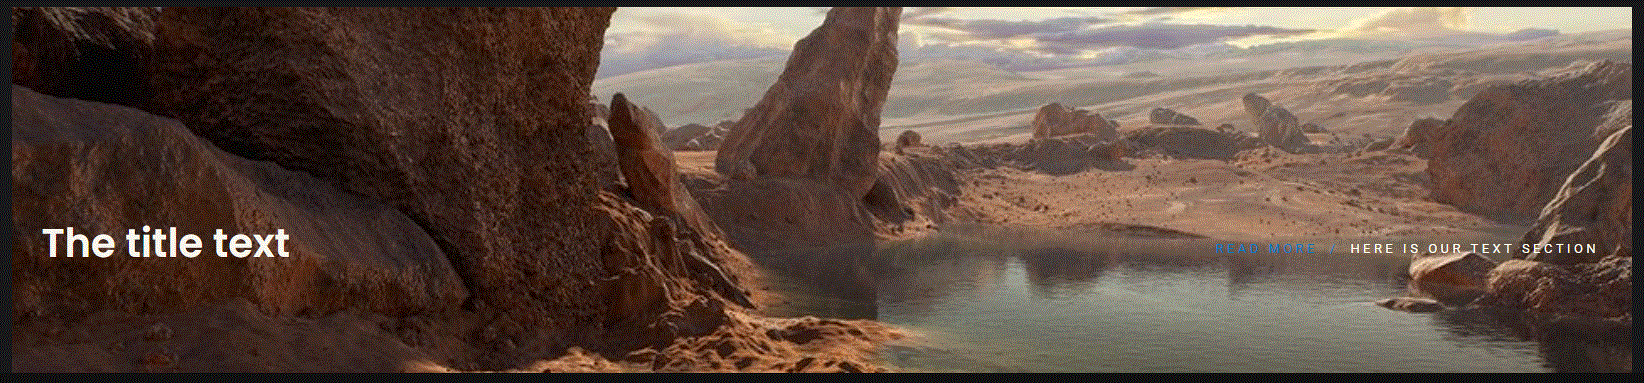 The title text
READ MORE / HERE IS OUR TEXT SECTION